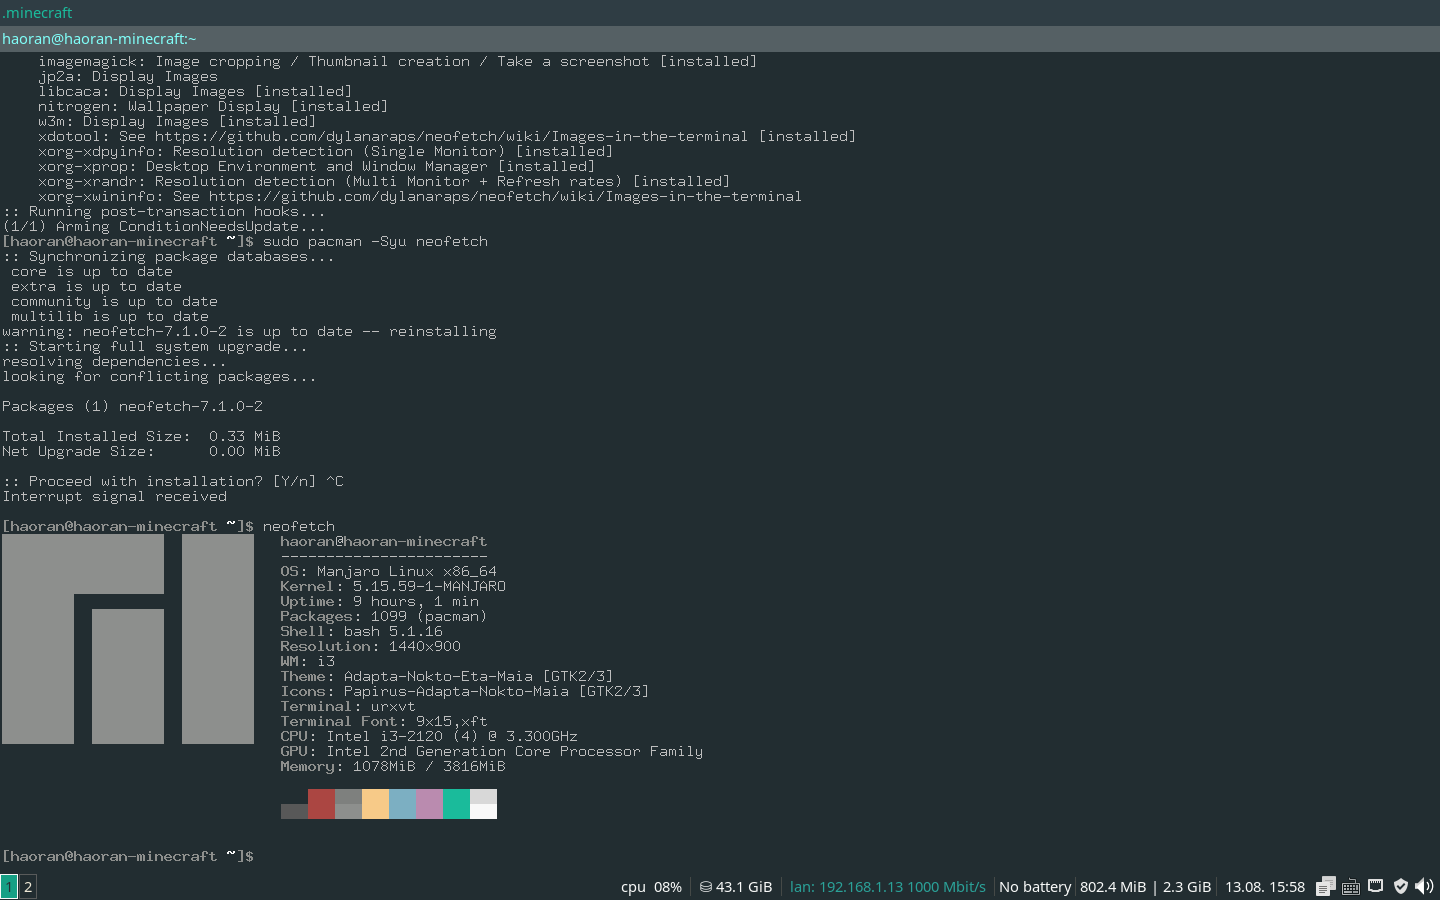 .minecraft
haoran@haoran-minecraft:~
    imagemagick: Image cropping / Thumbnail creation / Take a screenshot [installed]
    jp2a: Display Images
    libcaca: Display Images [installed]
    nitrogen: Wallpaper Display [installed]
    w3m: Display Images [installed]
    xdotool: See https://github.com/dylanaraps/neofetch/wiki/Images-in-the-terminal [installed]
    xorg-xdpyinfo: Resolution detection (Single Monitor) [installed]
    xorg-xprop: Desktop Environment and Window Manager [installed]
    xorg-xrandr: Resolution detection (Multi Monitor + Refresh rates) [installed]
    xorg-xwininfo: See https://github.com/dylanaraps/neofetch/wiki/Images-in-the-terminal
:: Running post-transaction hooks...
(1/1) Arming ConditionNeedsUpdate...
[haoran@haoran-minecraft ~]$ sudo pacman -Syu neofetch
:: Synchronizing package databases...
 core is up to date
 extra is up to date
 community is up to date
 multilib is up to date
warning: neofetch-7.1.0-2 is up to date -- reinstalling
:: Starting full system upgrade...
resolving dependencies...
looking for conflicting packages...
Packages (1) neofetch-7.1.0-2
Total Installed Size:  0.33 MiB
Net Upgrade Size:      0.00 MiB
:: Proceed with installation? [Y/n] ^C
Interrupt signal received
[haoran@haoran-minecraft ~]$ neofetch
haoran@haoran-minecraft
-----------------------
OS: Manjaro Linux x86_64
Kernel: 5.15.59-1-MANJARO
Uptime: 9 hours, 1 min
Packages: 1099 (pacman)
Shell: bash 5.1.16
Resolution: 1440x900
WM: i3
Theme: Adapta-Nokto-Eta-Maia [GTK2/3]
Icons: Papirus-Adapta-Nokto-Maia [GTK2/3]
Terminal: urxvt
Terminal Font: 9x15,xft
CPU: Intel i3-2120 (4) @ 3.300GHz
GPU: Intel 2nd Generation Core Processor Family
Memory: 1078MiB / 3816MiB
[haoran@haoran-minecraft ~]$
1 2 cpu 08% 43.1 GiB lan: 192.168.1.13 1000 Mbit/s No battery 802.4 MiB | 2.3 GiB 13.08. 15:58